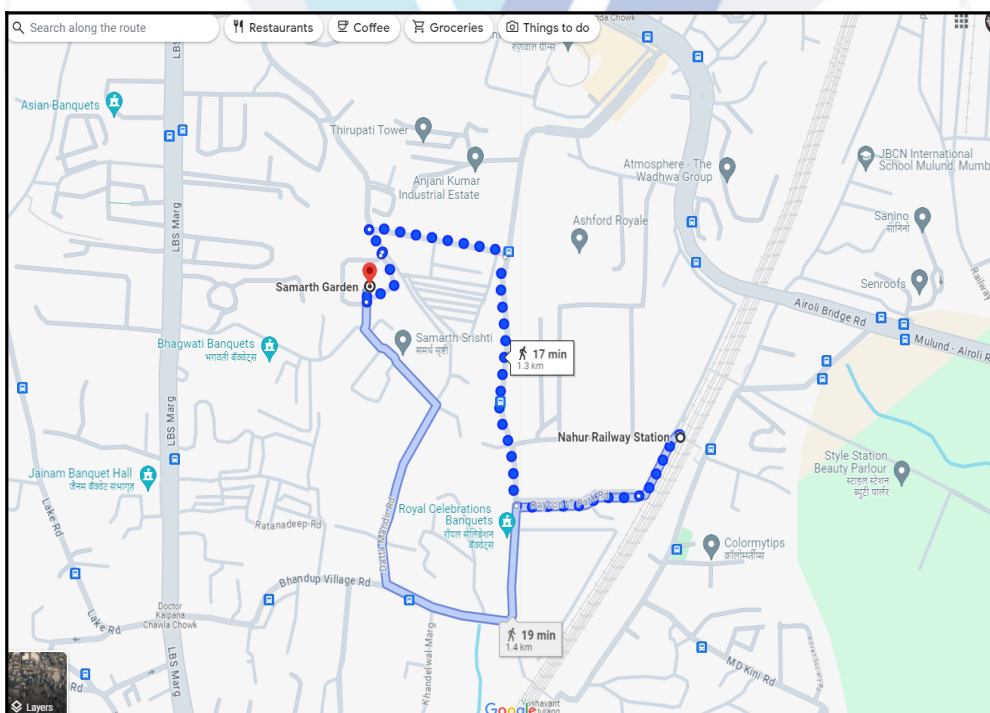 Search along the route
Restaurants
Coffee
Groceries
Things to do
LBS
Asian Banquets
Thirupati Tower
Anjani Kumar
Industrial Estate
Atmosphere - The
Wadhwa Group
JBCN International
School Mulund, Mumb
LBS Marg
Ashford Royale
Sanino
सानिनो
Samarth Garden
Senroofs
Railway
Airoli Bridge Rd
Mulund - Airoli R
Samarth Srishti
समर्थ सृष्टी
Bhagwati Banquets
भगवती बँक्वेट्स
17 min
1.3 km
LBS Marg
Nahur Railway Station
Style Station
Beauty Parlour
स्टाइल स्टेशन
ब्युटी पार्लर
Jainam Banquet Hall
जैनम बँक्वेट सभागृह
Lake Rd
Royal Celebrations
Banquets
रॉयल सेलिब्रेशन
बँक्वेट्स
Ratanadeep Rd
Datta Mandir Rd
Colormytips
Bhandup Village Rd
Doctor
Kalpana
Chawla Chowk
Lake Rd
19 min
1.4 km
LBS Marg
Khandelwal Marg
MD Kini Rd
Rd
Layers
Google